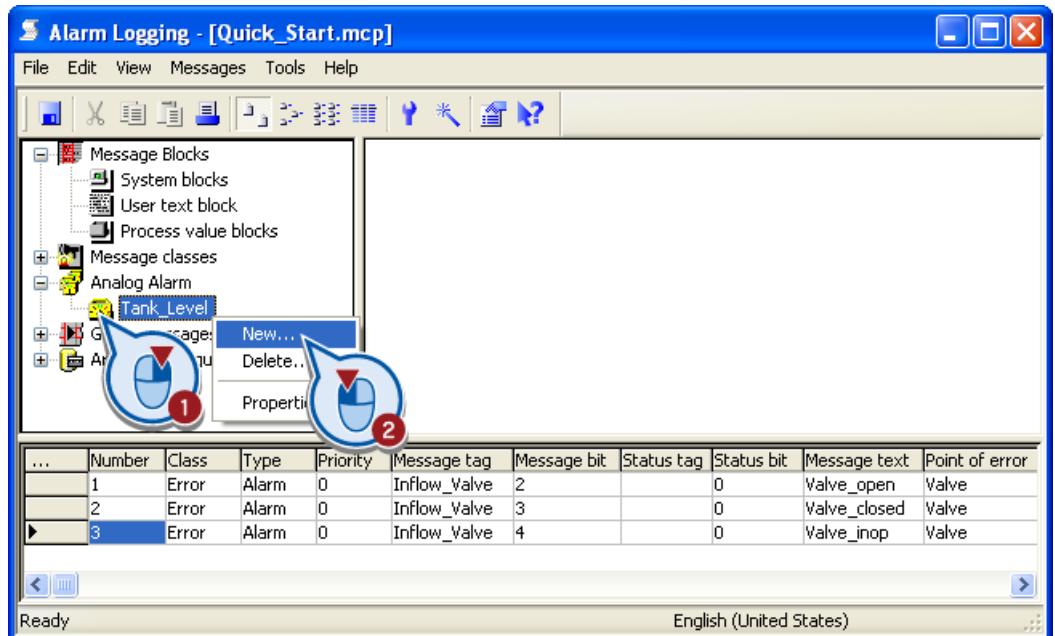 Alarm Logging - [Quick_Start.mcp]
File Edit View Messages Tools Help
Message Blocks
System blocks
User text block
Process value blocks
Message classes
Analog Alarm
Tank_Level
New...
Delete..
1
2
... Number Class Type Priority Message tag Message bit Status tag Status bit Message text Point of error
1 Error Alarm 0 Inflow_Valve 2 0 Valve_open Valve
2 Error Alarm 0 Inflow_Valve 3 0 Valve_closed Valve
3 Error Alarm 0 Inflow_Valve 4 0 Valve_inop Valve
Ready English (United States)